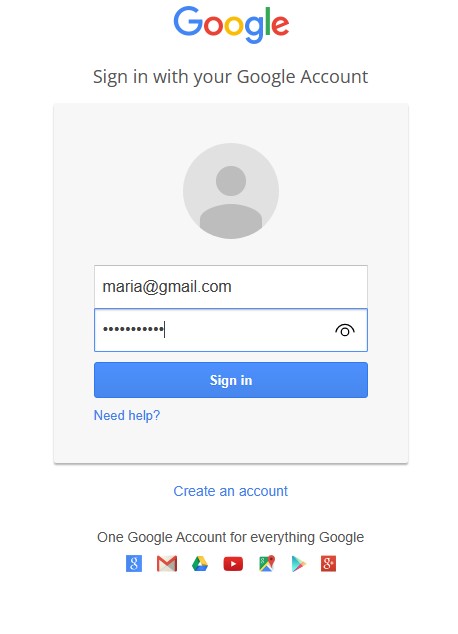 Google
Sign in with your Google Account
maria@gmail.com
•••••••••••
Sign in
Need help?
Create an account
One Google Account for everything Google